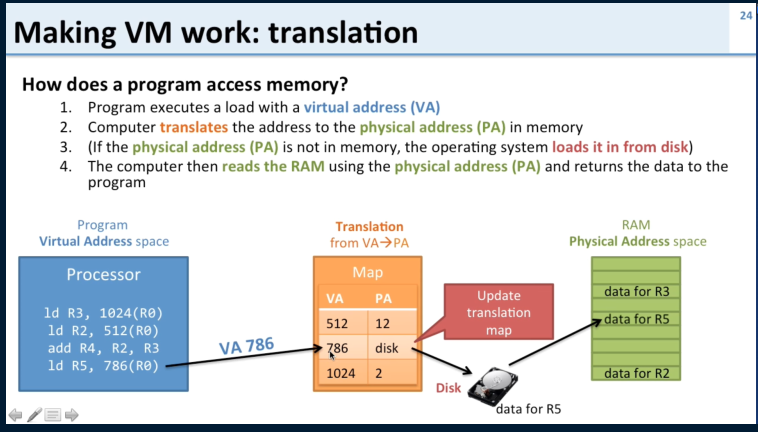 24
Making VM work: translation
How does a program access memory?
1. Program executes a load with a virtual address (VA)
2. Computer translates the address to the physical address (PA) in memory
3. (If the physical address (PA) is not in memory, the operating system loads it in from disk)
4. The computer then reads the RAM using the physical address (PA) and returns the data to the
program
Program
Virtual Address space
Processor
ld R3, 1024(R0)
ld R2, 512(R0)
add R4, R2, R3
ld R5, 786(R0)
VA 786
Translation
from VA→PA
Map
VA PA
512 12
786 disk
1024 2
Update
translation
map
Disk
data for R5
RAM
Physical Address space
data for R3
data for R5
data for R2